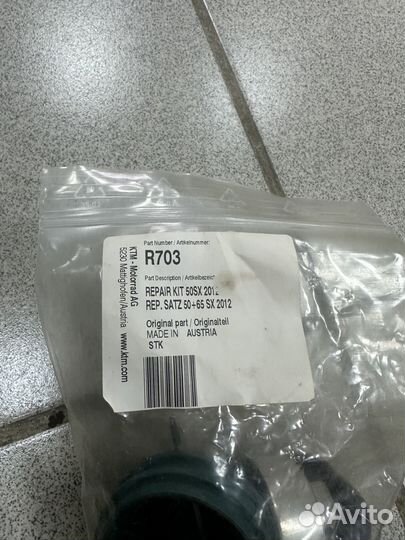 Part Number / Artikelnummer:
R703
Part Description / Artikelbezeic
REPAIR KIT 50SX 2012
REP. SATZ 50+65 SX 2012
Original part / Originalteil
MADE IN AUSTRIA
STK
KTM - Motorrad AG
5230 Mattighofen/Austria
www.ktm.com
Avito